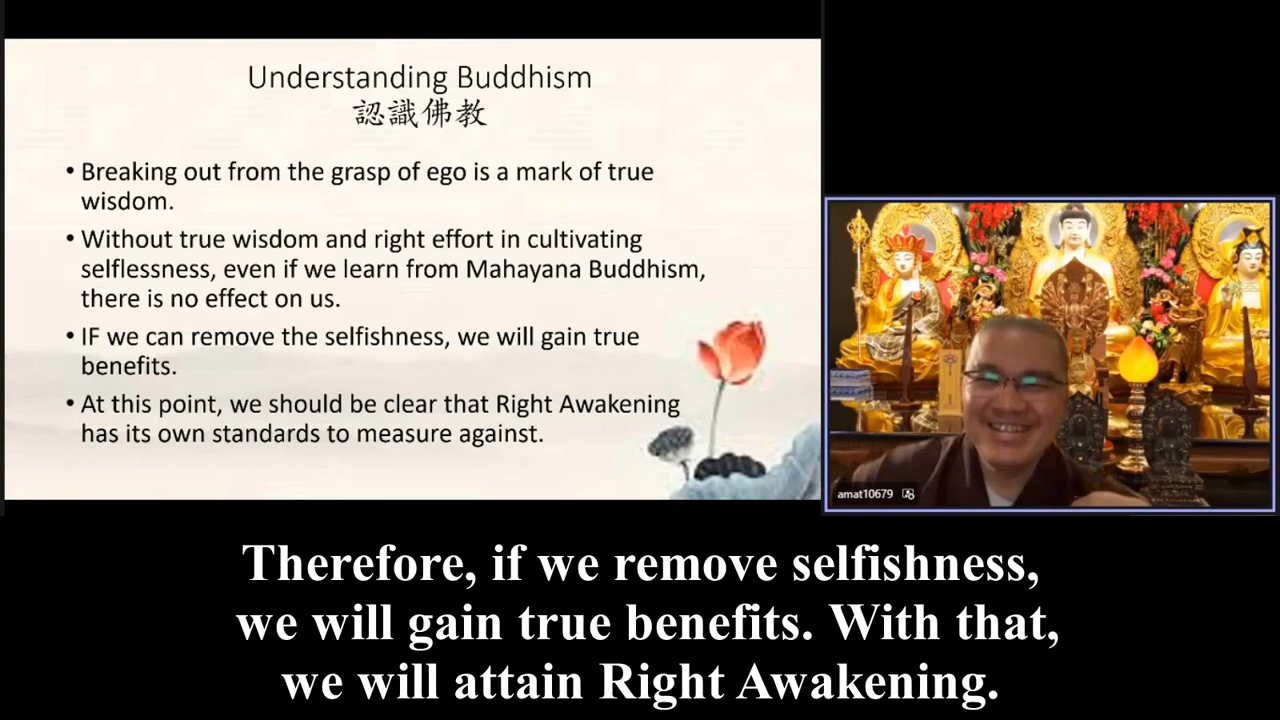 Understanding Buddhism
認識佛教
• Breaking out from the grasp of ego is a mark of true
wisdom.
• Without true wisdom and right effort in cultivating
selflessness, even if we learn from Mahayana Buddhism,
there is no effect on us.
• IF we can remove the selfishness, we will gain true
benefits.
• At this point, we should be clear that Right Awakening
has its own standards to measure against.
amat10679
Therefore, if we remove selfishness,
we will gain true benefits. With that,
we will attain Right Awakening.